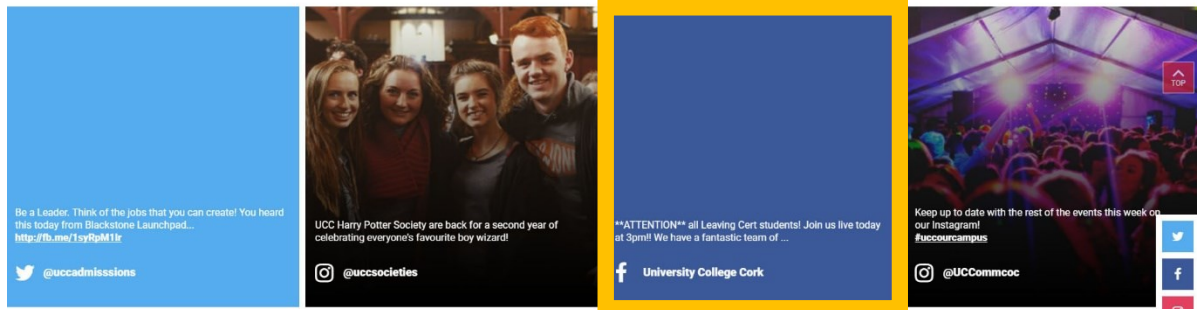 Be a Leader. Think of the jobs that you can create! You heard
this today from Blackstone Launchpad...
http://fb.me/1syRpM1Ir
@uccadmisssions
UCC Harry Potter Society are back for a second year of
celebrating everyone's favourite boy wizard!
@uccsocieties
**ATTENTION** all Leaving Cert students! Join us live today
at 3pm!! We have a fantastic team of ...
University College Cork
Keep up to date with the rest of the events this week on
our Instagram!
#uccourcampus
@UCCommcoc
TOP